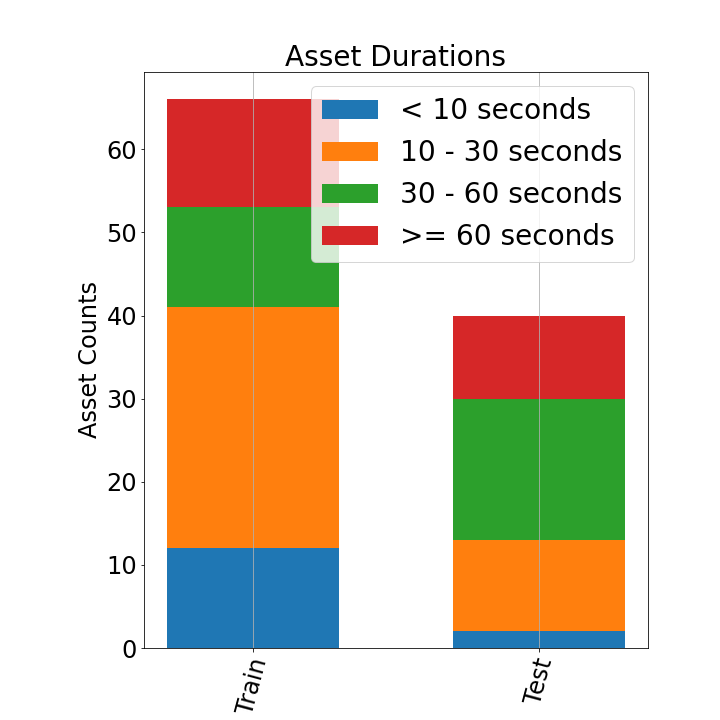 Asset Durations
< 10 seconds
10 - 30 seconds
30 - 60 seconds
>= 60 seconds
Asset Counts
60
50
40
30
20
10
0
Train
Test